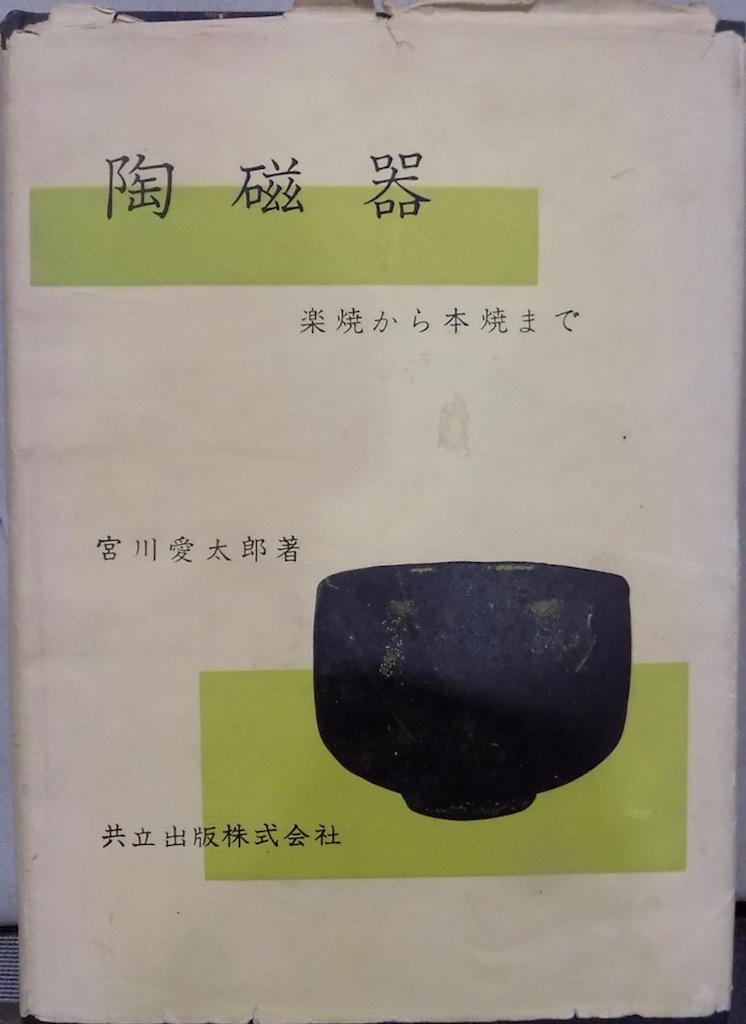 陶磁器
楽焼から本焼まで
宮川愛太郎著
共立出版株式会社